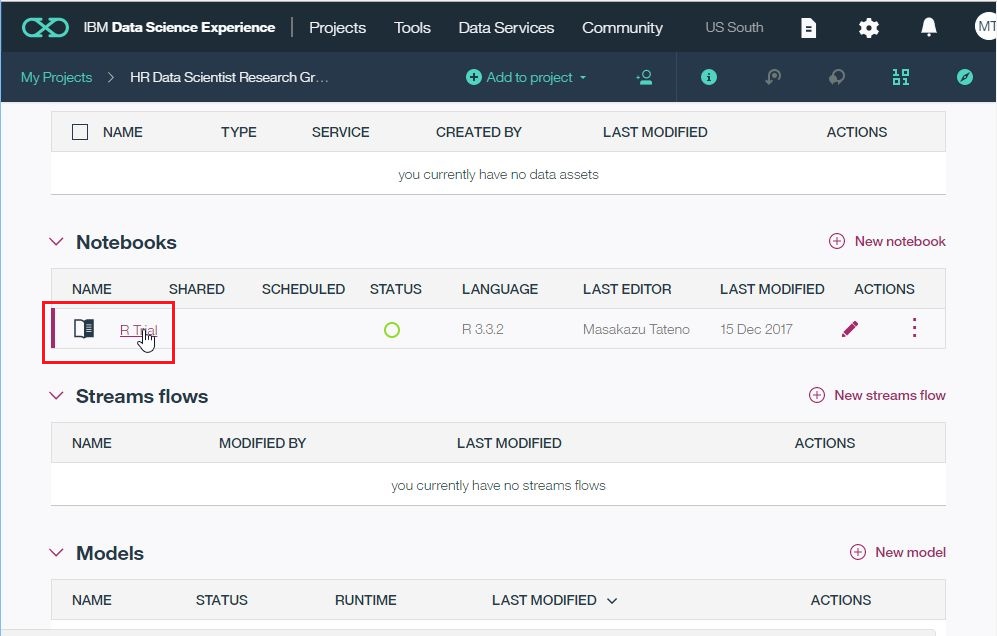 IBM Data Science Experience | Projects Tools Data Services Community US South MT
My Projects > HR Data Scientist Research Gr... Add to project
NAME TYPE SERVICE CREATED BY LAST MODIFIED ACTIONS
you currently have no data assets
Notebooks New notebook
NAME SHARED SCHEDULED STATUS LANGUAGE LAST EDITOR LAST MODIFIED ACTIONS
R Trial R 3.3.2 Masakazu Tateno 15 Dec 2017
Streams flows New streams flow
NAME MODIFIED BY LAST MODIFIED ACTIONS
you currently have no streams flows
Models New model
NAME STATUS RUNTIME LAST MODIFIED ACTIONS